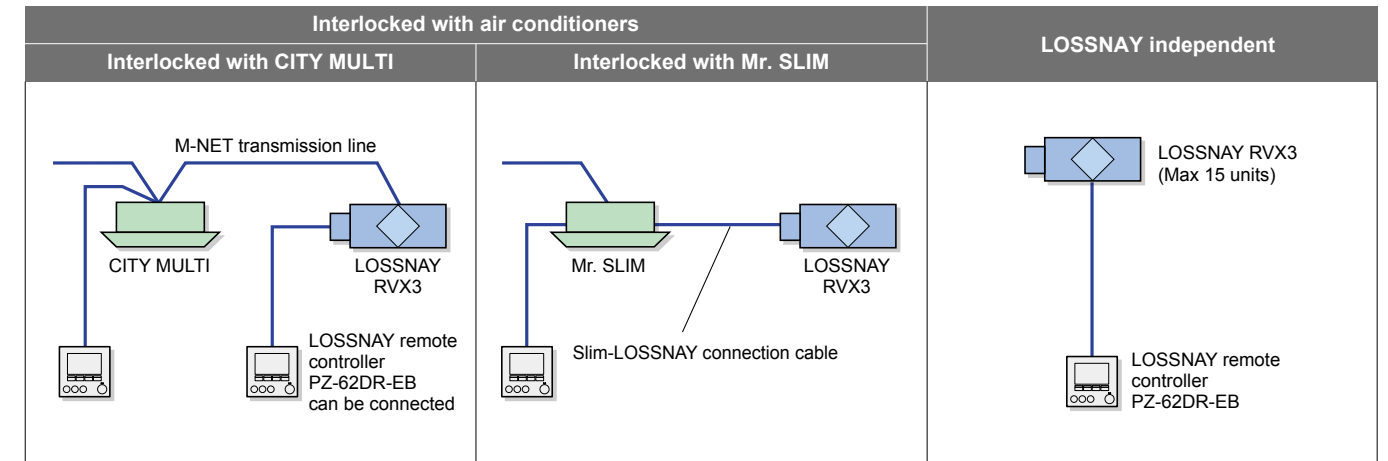 Interlocked with air conditioners
LOSSNAY independent
Interlocked with CITY MULTI
Interlocked with Mr. SLIM
M-NET transmission line
CITY MULTI
LOSSNAY
RVX3
LOSSNAY remote
controller
PZ-62DR-EB
can be connected
Mr. SLIM
LOSSNAY
RVX3
Slim-LOSSNAY connection cable
LOSSNAY RVX3
(Max 15 units)
LOSSNAY remote
controller
PZ-62DR-EB